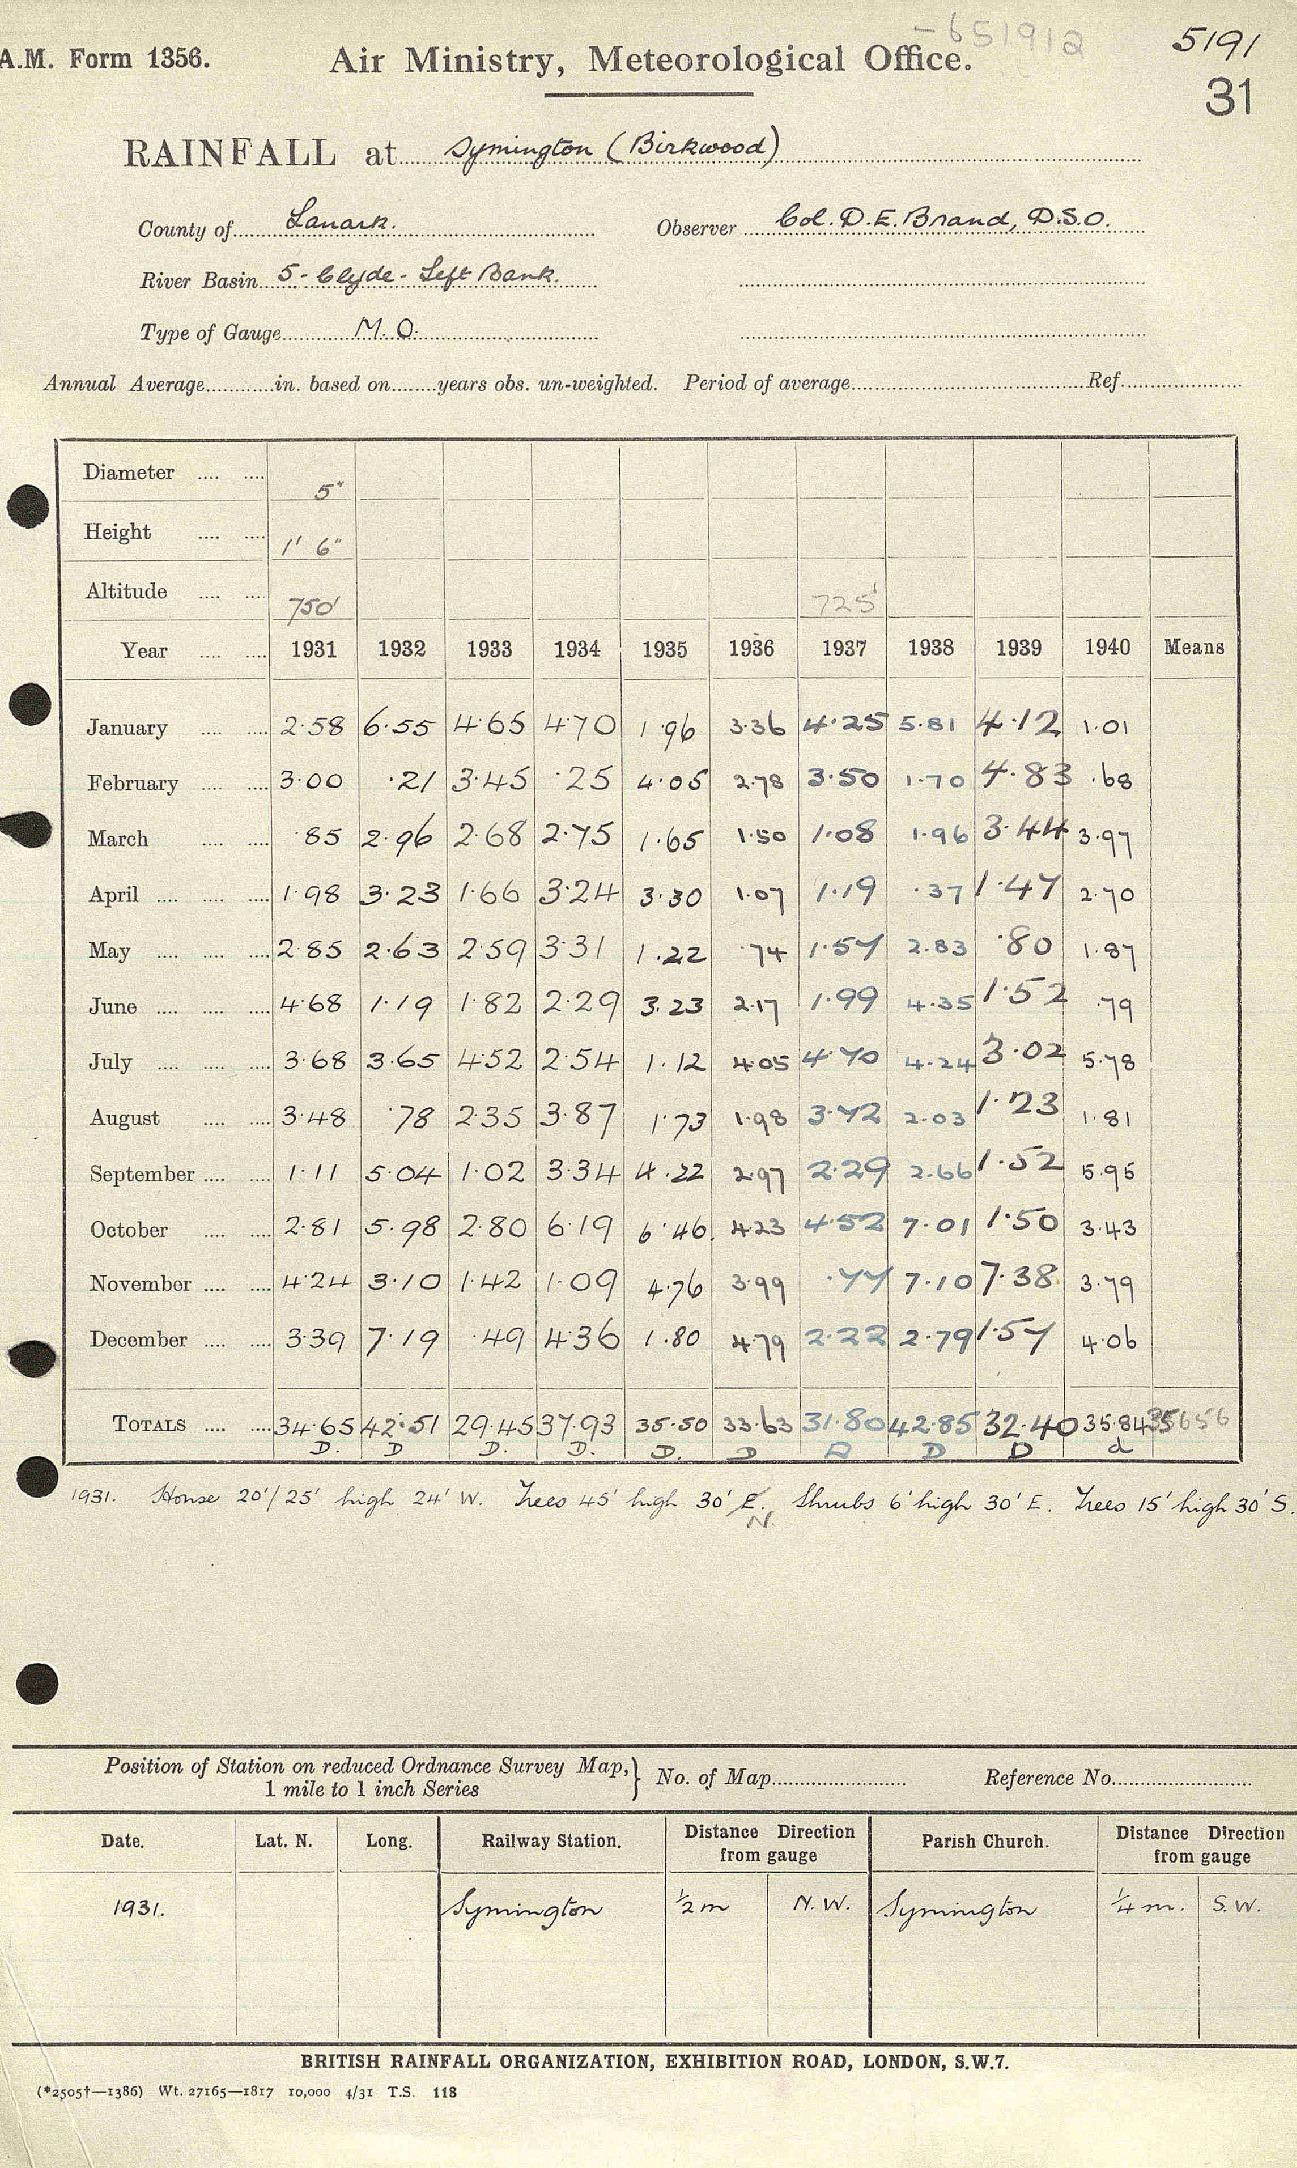 -651912
5191
A.M. Form 1356. Air Ministry, Meteorological Office.
31
RAINFALL at Symington (Birkwood)
County of Lanark. Observer Col. D.E. Brand, D.S.O.
River Basin 5 - Clyde - Left Bank.
Type of Gauge M.O.
Annual Average in. based on years obs. un-weighted. Period of average Ref
Diameter 5"
Height 1' 6"
Altitude 750' 725'
Year 1931 1932 1933 1934 1935 1936 1937 1938 1939 1940 Means
January 2.58 6.55 4.65 4.70 1.96 3.36 4.25 5.81 4.12 1.01
February 3.00 .21 3.45 .25 4.05 2.78 3.50 1.70 4.83 .68
March .85 2.96 2.68 2.75 1.65 1.50 1.08 1.96 3.44 3.97
April 1.98 3.23 1.66 3.24 3.30 1.07 1.19 .37 1.47 2.70
May 2.85 2.63 2.59 3.31 1.22 .74 1.57 2.83 .80 1.87
June 4.68 1.19 1.82 2.29 3.23 2.17 1.99 4.35 1.52 .79
July 3.68 3.65 4.52 2.54 1.12 4.05 4.70 4.24 3.02 5.78
August 3.48 .78 2.35 3.87 1.73 1.98 3.72 2.03 1.23 1.81
September 1.11 5.04 1.02 3.34 4.22 2.97 2.29 2.66 1.52 5.95
October 2.81 5.98 2.80 6.19 6.46 4.23 4.52 7.01 1.50 3.43
November 4.24 3.10 1.42 1.09 4.76 3.99 .77 7.10 7.38 3.79
December 3.39 7.19 .49 4.36 1.80 4.79 2.22 2.79 1.57 4.06
TOTALS 34.65 42.51 29.45 37.93 35.50 33.63 31.80 42.85 32.40 35.84 35656
D. D D. D. D. D D D D d
1931. House 20'/25' high 24' W. Trees 45' high 30' E. Shrubs 6' high 30' E. Trees 15' high 30' S.
N.
Position of Station on reduced Ordnance Survey Map, } No. of Map Reference No.
1 mile to 1 inch Series
Date. Lat. N. Long. Railway Station. Distance Direction from gauge Parish Church. Distance Direction from gauge
1931. Symington ½ m N.W. Symington ¼ m. S.W.
BRITISH RAINFALL ORGANIZATION, EXHIBITION ROAD, LONDON, S.W.7.
(*2505†—1386) Wt. 27165—1817 10,000 4/31 T.S. 118